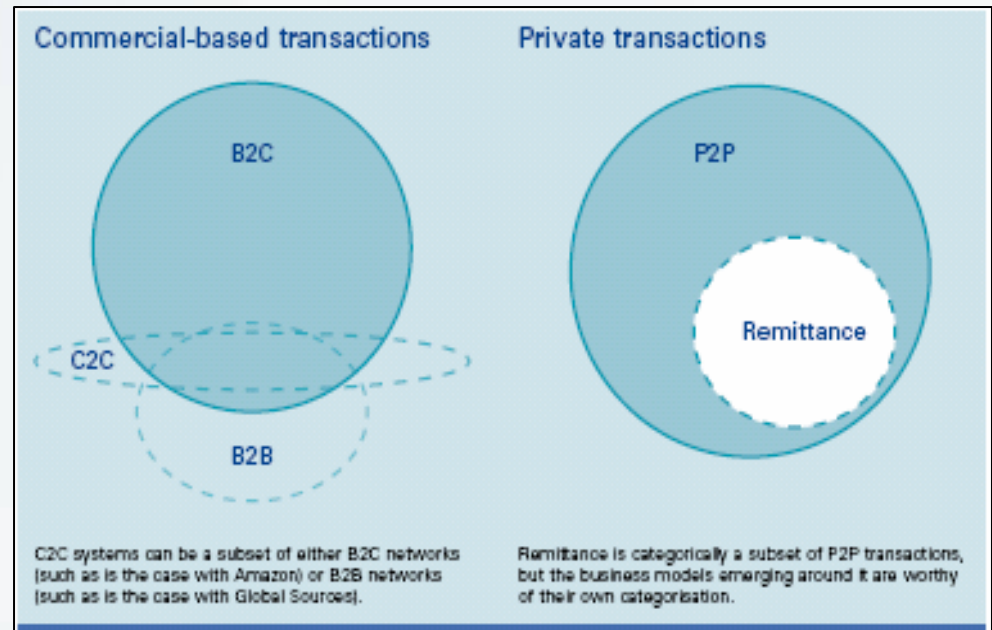 Commercial-based transactions
Private transactions
B2C
P2P
C2C
Remittance
B2B
C2C systems can be a subset of either B2C networks
(such as is the case with Amazon) or B2B networks
(such as is the case with Global Sources).
Remittance is categorically a subset of P2P transactions,
but the business models emerging around it are worthy
of their own categorisation.